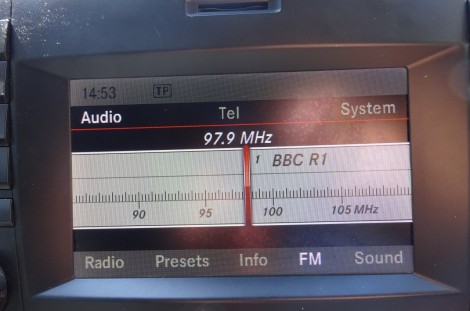 14:53 TP
Audio Tel System
97.9 MHz
1 BBC R1
90 95 100 105 MHz
Radio Presets Info FM Sound